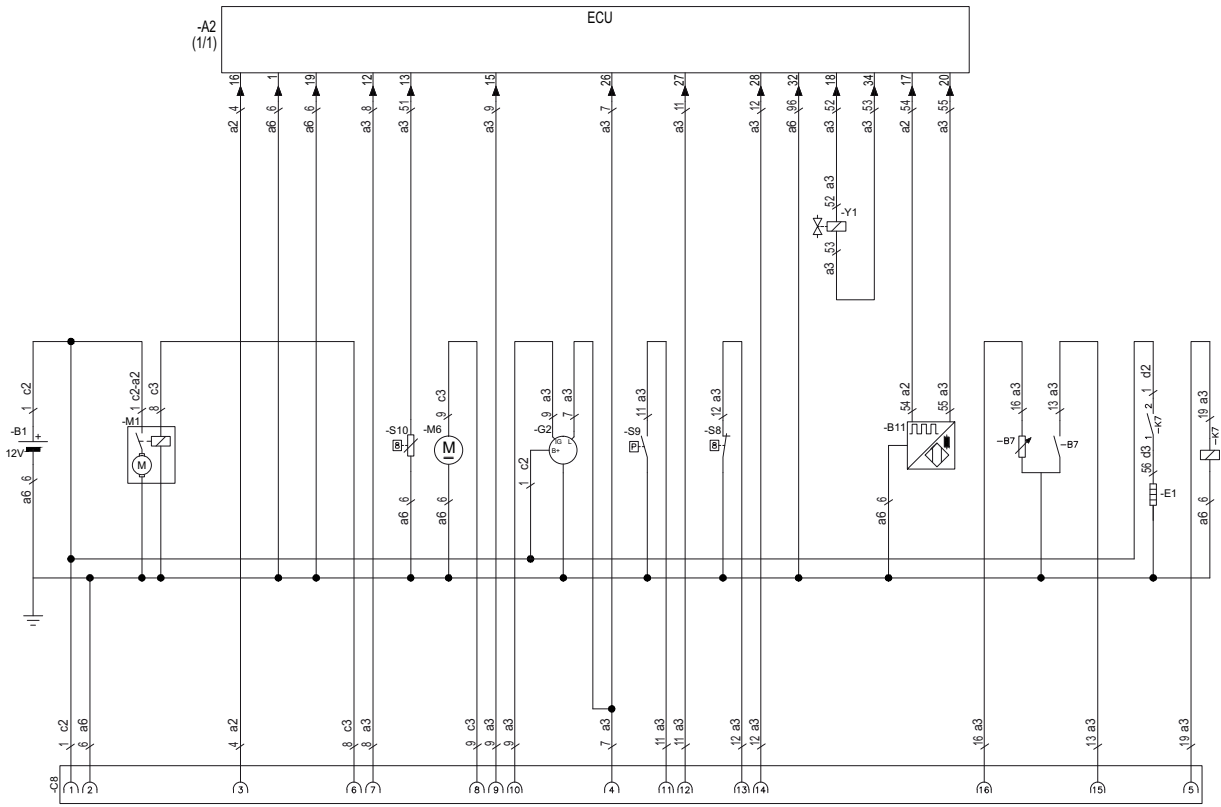 ECU
-A2
(1/1)
16 1 19 12 13 15 26 27 28 32 18 34 17 20
4 6 6 8 51 9 7 11 12 96 52 53 54 55
a2 a6 a6 a3 a3 a3 a3 a3 a3 a6 a3 a3 a2 a3
52 a3
-Y1
53
a3
1 c2
1 c2-a2
8 c3
9 c3
9 a3
7 a3
11 a3
12 a3
54 a2
55 a3
16 a3
13 a3
1 d2
19 a3
-B1
+
12V
-M1
M
-S10
-M6
M
-G2
IG L
B+
-S9
P
-S8
-B11
-B7
-B7
2
-K7
1
-K7
a6 6
a6 6
a6 6
1 c2
a6 6
56 d3
-E1
a6 6
1 c2
6 a6
4 a2
8 c3
8 a3
9 c3
9 a3
9 a3
7 a3
11 a3
11 a3
12 a3
12 a3
16 a3
13 a3
19 a3
-C8
1 2 3 6 7 8 9 10 4 11 12 13 14 16 15 5